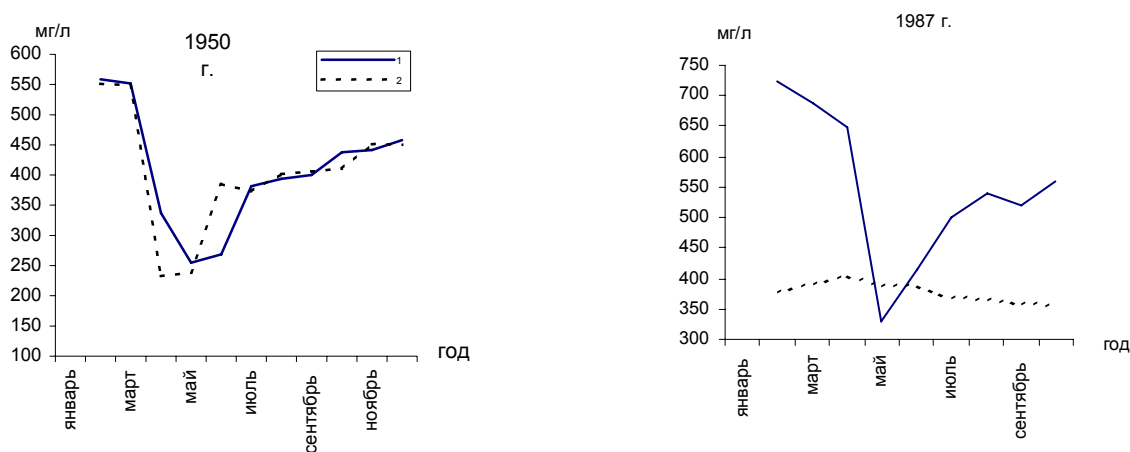 мг/л
1950
г.
1
2
600
550
500
450
400
350
300
250
200
150
100
год
январь
март
май
июль
сентябрь
ноябрь
1987 г.
мг/л
750
700
650
600
550
500
450
400
350
300
год
январь
март
май
июль
сентябрь